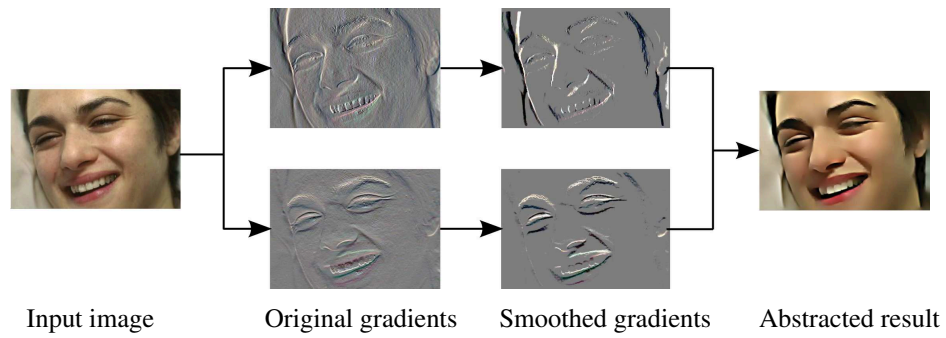 Input image
Original gradients
Smoothed gradients
Abstracted result